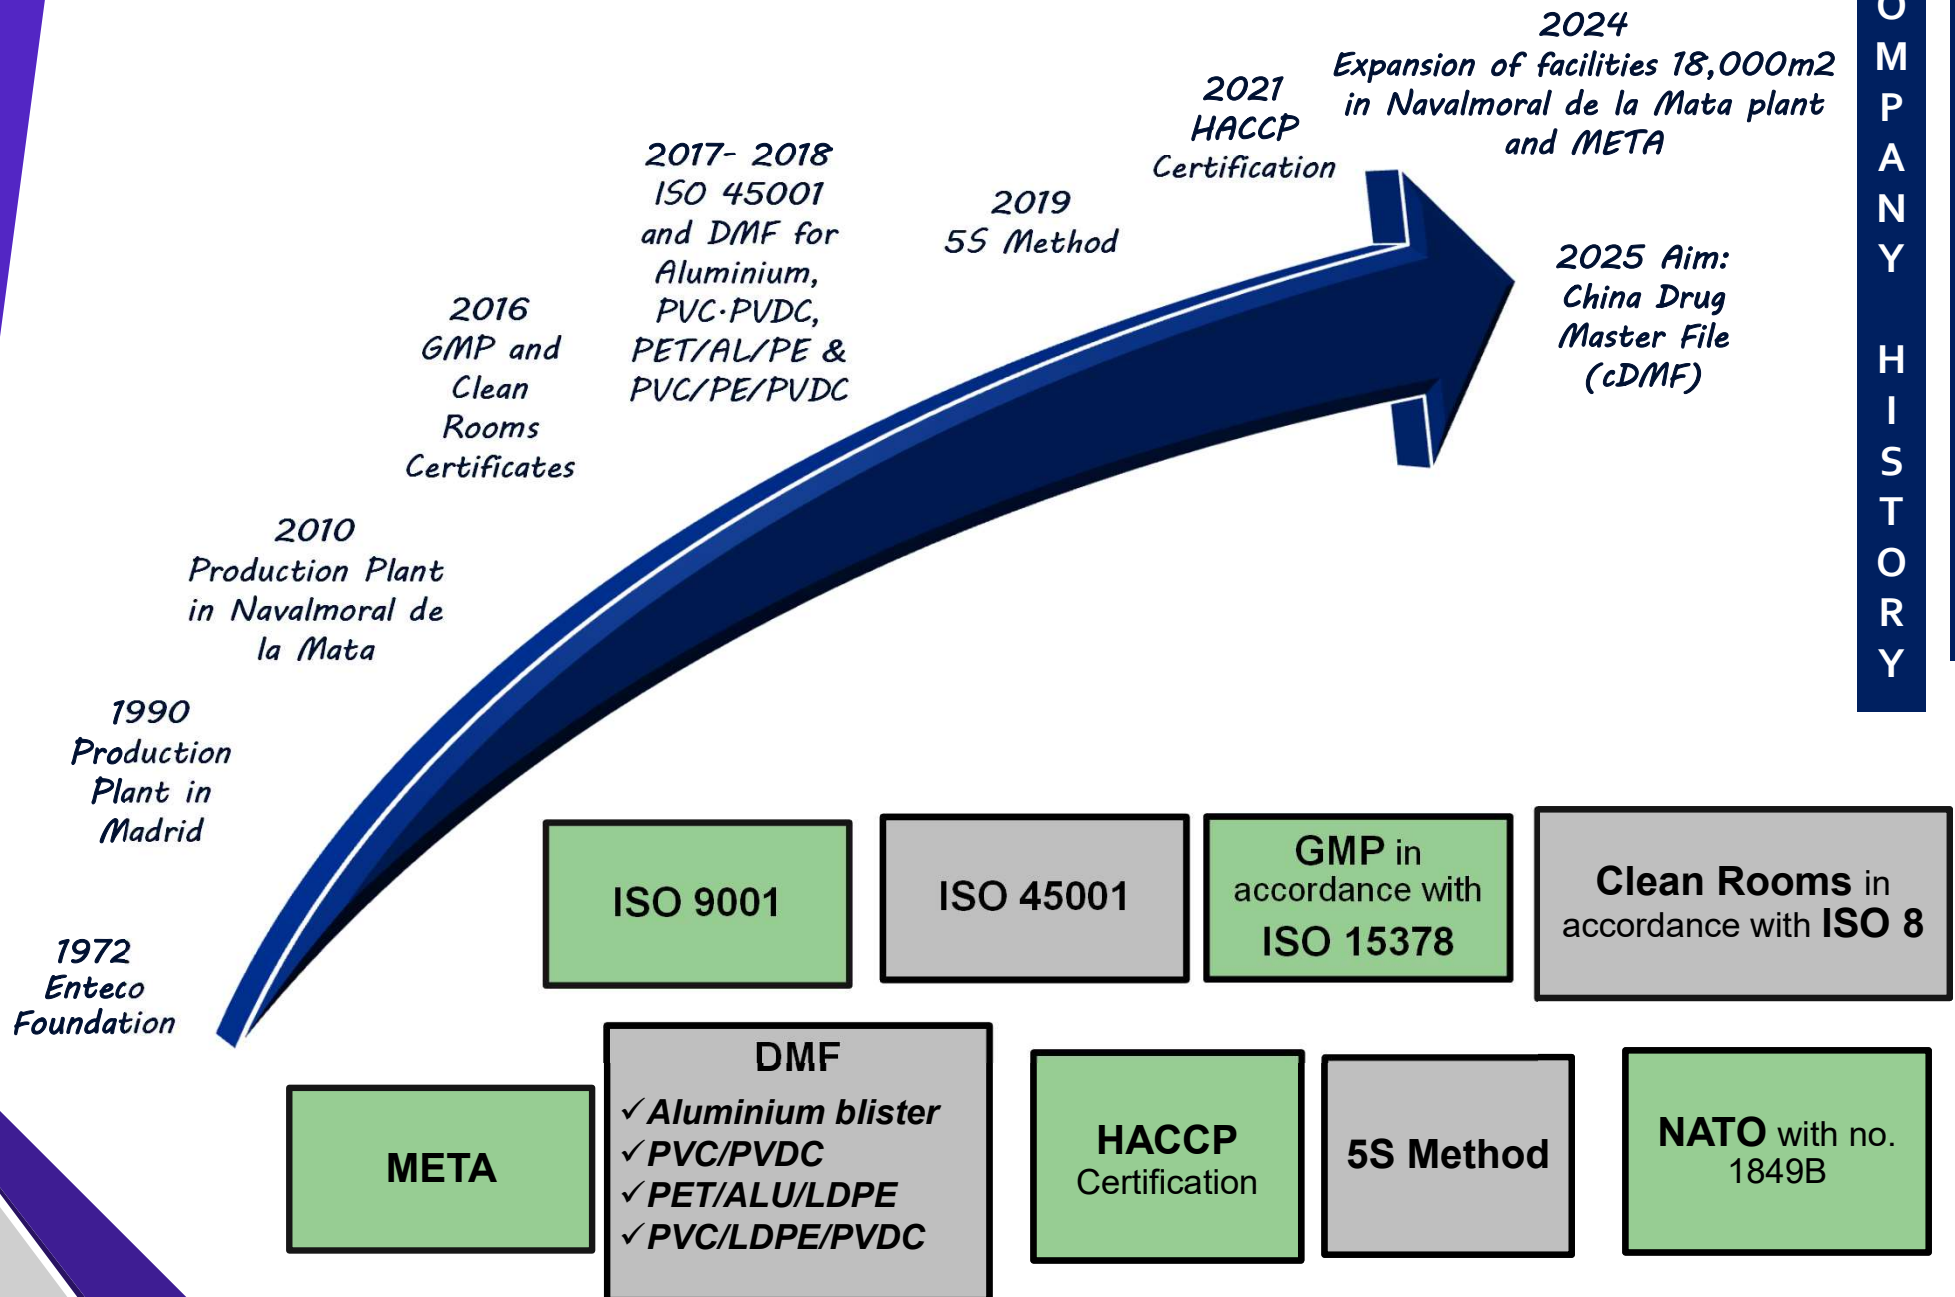 2024
Expansion of facilities 18,000m2
in Navalmoral de la Mata plant
and META
2021
HACCP
Certification
2017- 2018
ISO 45001
and DMF for
Aluminium,
PVC·PVDC,
PET/AL/PE &
PVC/PE/PVDC
2019
5S Method
2025 Aim:
China Drug
Master File
(cDMF)
2016
GMP and
Clean
Rooms
Certificates
2010
Production Plant
in Navalmoral de
la Mata
1990
Production
Plant in
Madrid
1972
Enteco
Foundation
O
M
P
A
N
Y
H
I
S
T
O
R
Y
ISO 9001
ISO 45001
GMP in
accordance with
ISO 15378
Clean Rooms in
accordance with ISO 8
META
DMF
✓Aluminium blister
✓PVC/PVDC
✓PET/ALU/LDPE
✓PVC/LDPE/PVDC
HACCP
Certification
5S Method
NATO with no.
1849B